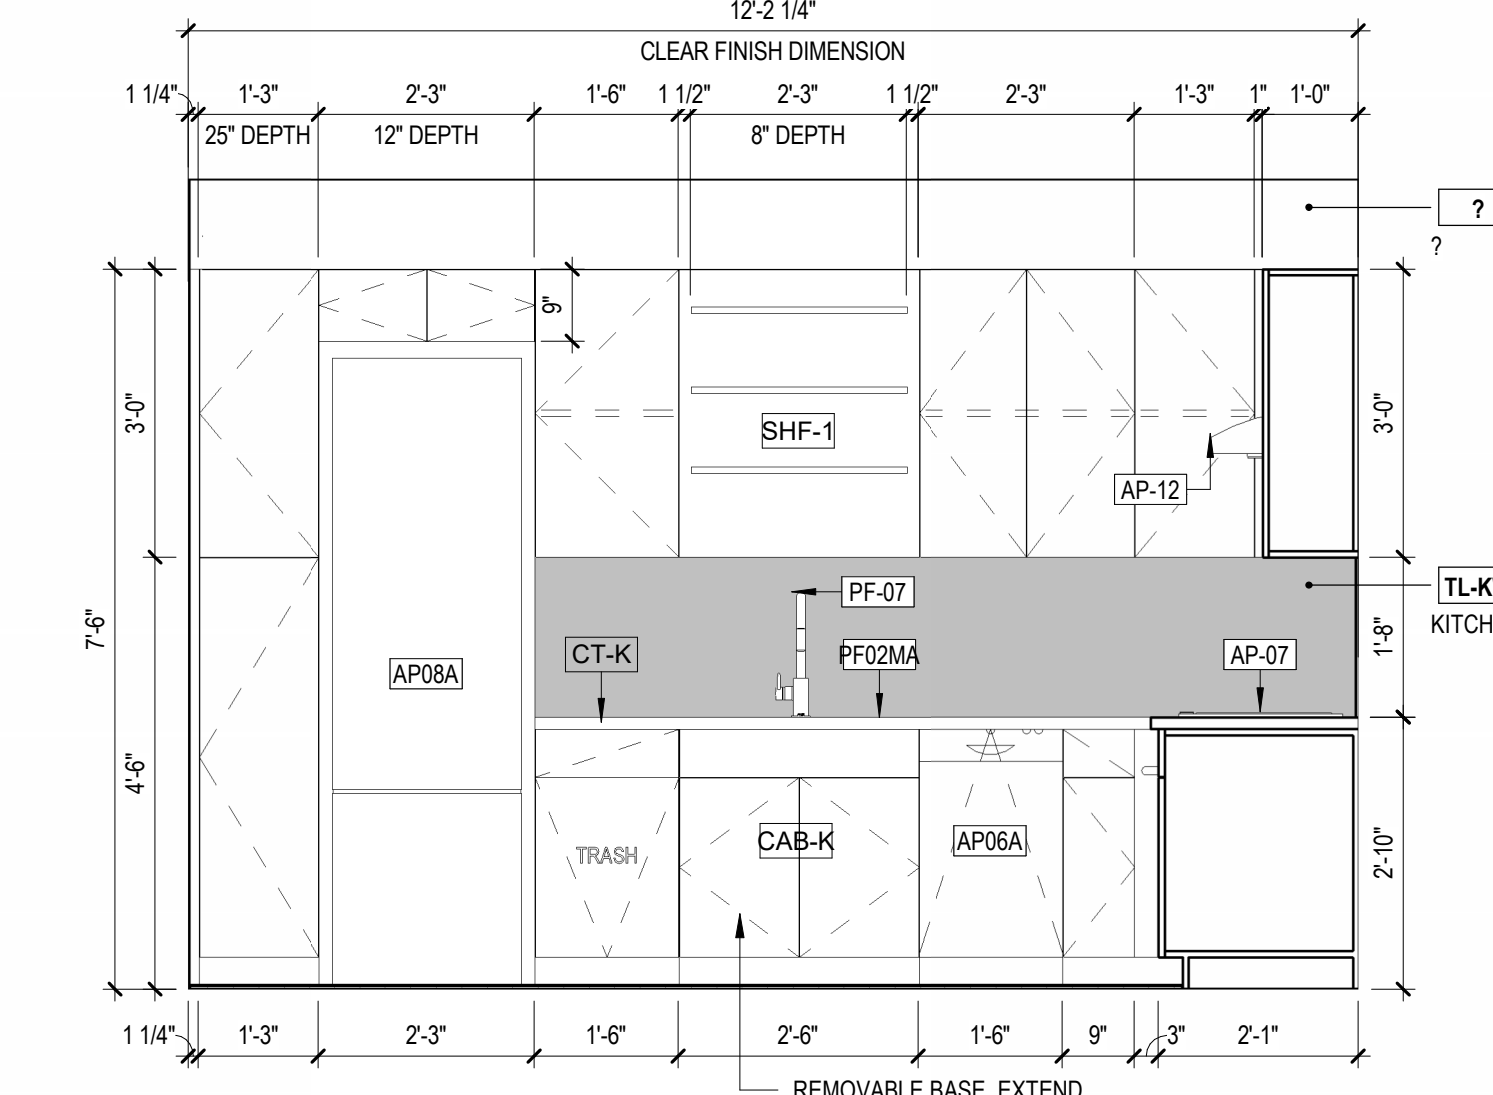 12'-2 1/4"
CLEAR FINISH DIMENSION
1 1/4" 1'-3" 2'-3" 1'-6" 1 1/2" 2'-3" 1 1/2" 2'-3" 1'-3" 1" 1'-0"
25" DEPTH 12" DEPTH 8" DEPTH
?
?
9"
3'-0" 3'-0"
SHF-1
AP-12
TL-K
7'-6"
PF-07
KITCH
1'-8"
CT-K PF02MA AP-07
AP08A
4'-6"
TRASH CAB-K AP06A
2'-10"
1 1/4" 1'-3" 2'-3" 1'-6" 2'-6" 1'-6" 9" 3" 2'-1"
REMOVABLE BASE, EXTEND